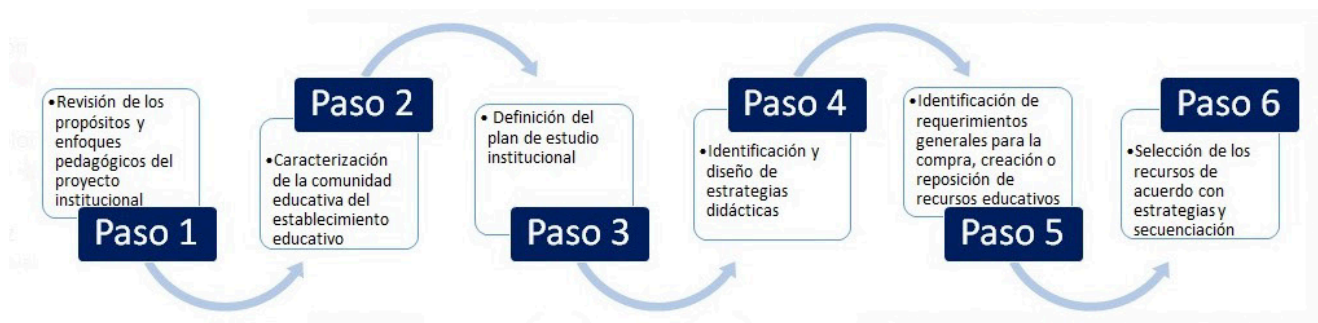 •Revisión de los
propósitos y
enfoques
pedagógicos del
proyecto
institucional
Paso 1
Paso 2
•Caracterización
de la comunidad
educativa del
establecimiento
educativo
• Definición del
plan de estudio
institucional
Paso 3
Paso 4
•Identificación y
diseño de
estrategias
didácticas
•Identificación de
requerimientos
generales para la
compra, creación o
reposición de
recursos educativos
Paso 5
Paso 6
•Selección de los
recursos de
acuerdo con
estrategias y
secuenciación